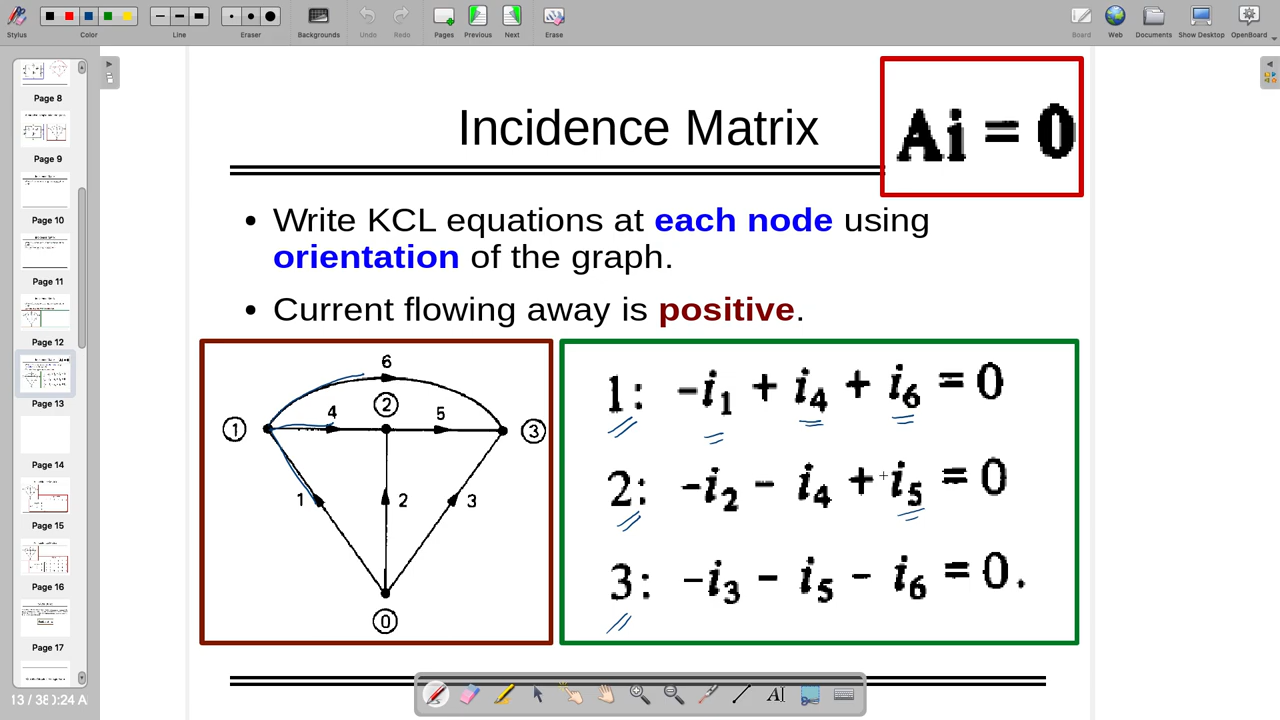 Stylus
Color
Line
Eraser
Backgrounds
Undo
Redo
Pages
Previous
Next
Erase
Board
Web
Documents
Show Desktop
OpenBoard
Page 8
Page 9
Page 10
Page 11
Page 12
Page 13
Page 14
Page 15
Page 16
Page 17
Incidence Matrix
Ai = 0
• Write KCL equations at each node using
orientation of the graph.
• Current flowing away is positive.
6
② 
4 5
① ③
1 2 3
⓪
1: -i₁ + i₄ + i₆ = 0
2: -i₂ - i₄ + i₅ = 0
3: -i₃ - i₅ - i₆ = 0.